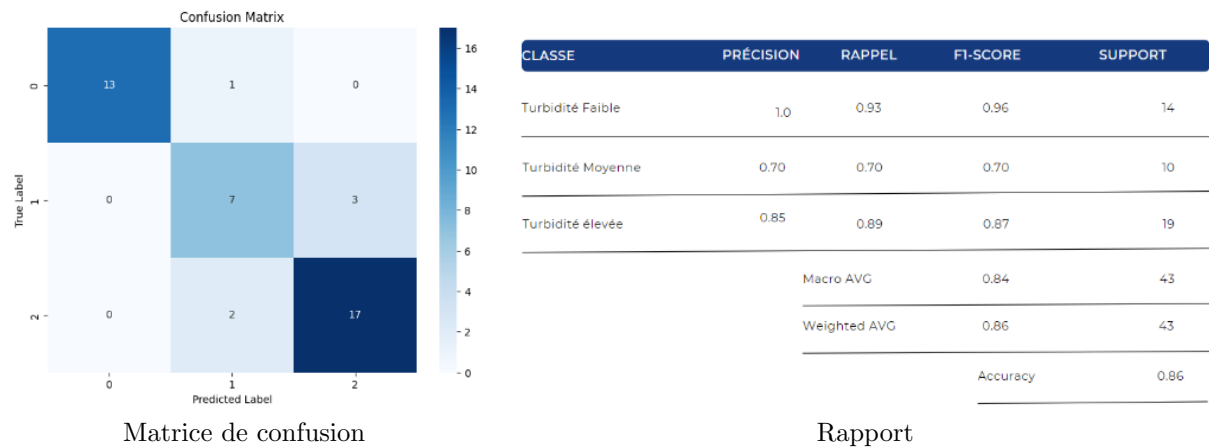 Confusion Matrix
0
1
2
True Label
13
1
0
0
7
3
0
2
17
0
1
2
Predicted Label
16
14
12
10
8
6
4
2
0
Matrice de confusion
CLASSE PRÉCISION RAPPEL F1-SCORE SUPPORT
Turbidité Faible 1.0 0.93 0.96 14
Turbidité Moyenne 0.70 0.70 0.70 10
Turbidité élevée 0.85 0.89 0.87 19
Macro AVG 0.84 43
Weighted AVG 0.86 43
Accuracy 0.86
Rapport